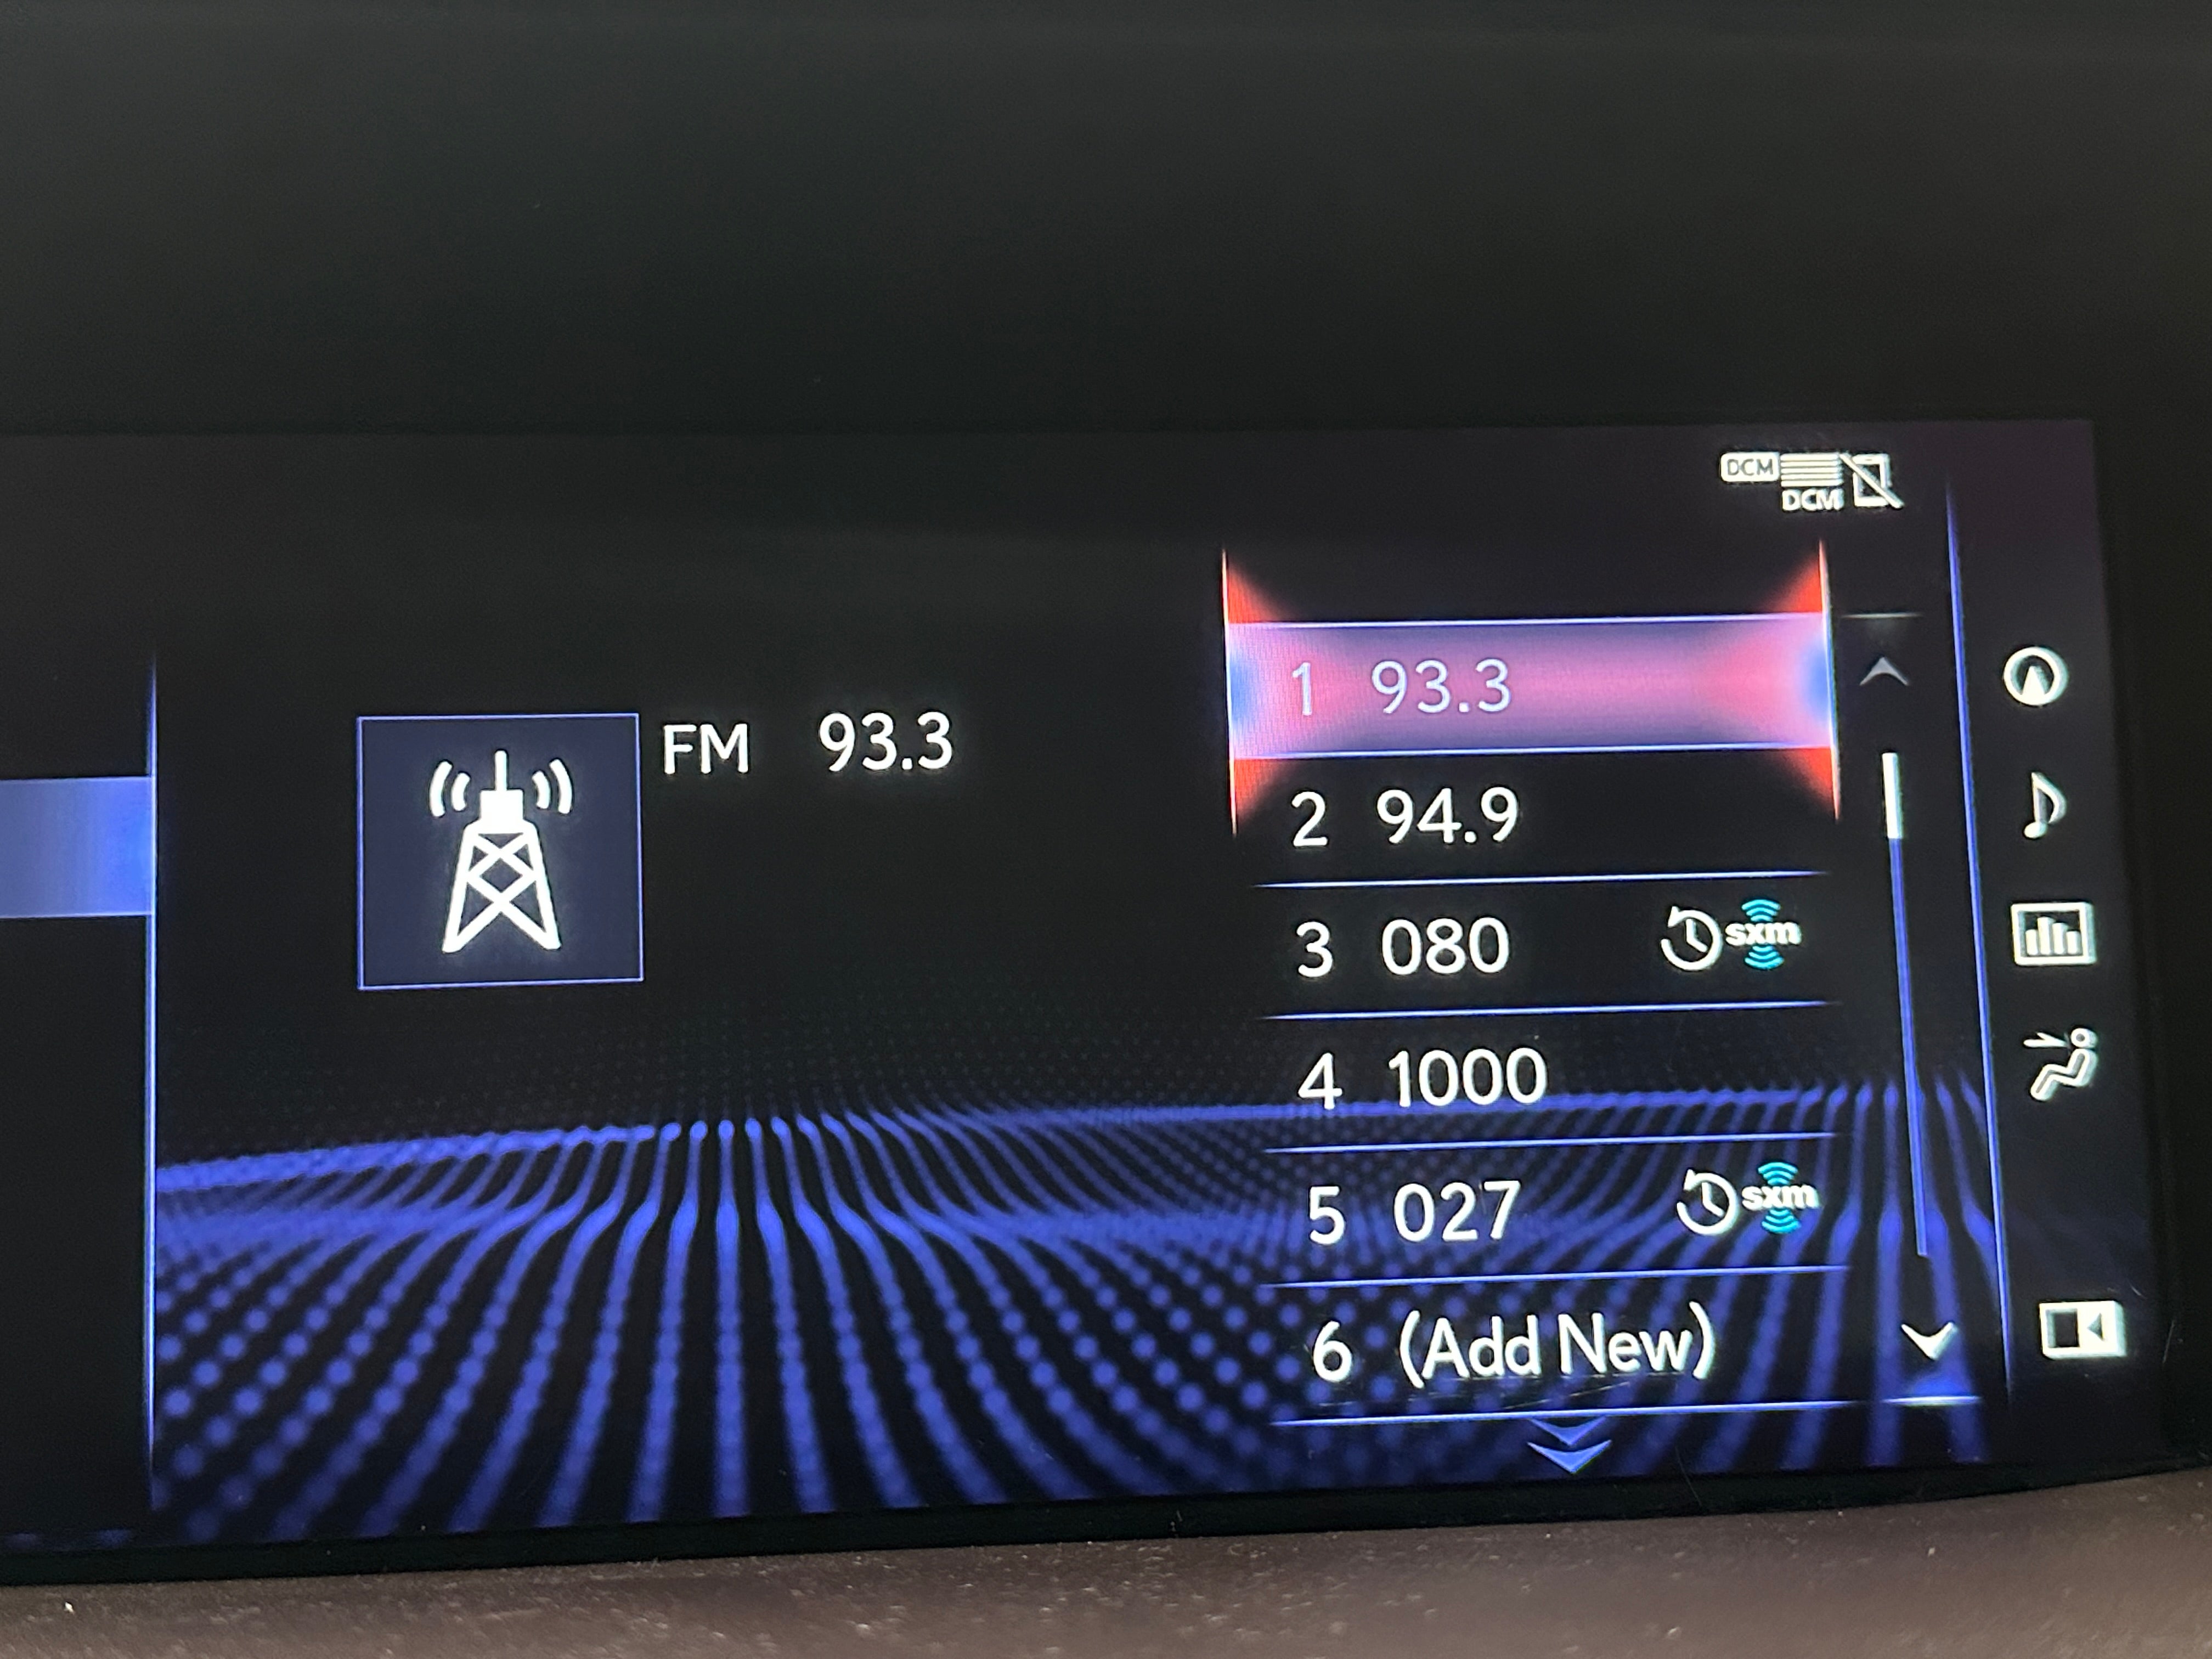 DCM
DCM
FM 93.3
1 93.3
2 94.9
3 080 sxm
4 1000
5 027 sxm
6 (Add New)